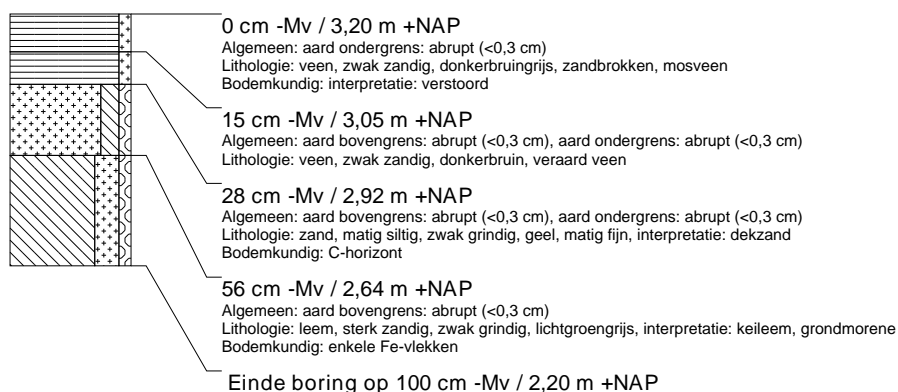 0 cm -Mv / 3,20 m +NAP
Algemeen: aard ondergrens: abrupt (<0,3 cm)
Lithologie: veen, zwak zandig, donkerbruingrijs, zandbrokken, mosveen
Bodemkundig: interpretatie: verstoord
15 cm -Mv / 3,05 m +NAP
Algemeen: aard bovengrens: abrupt (<0,3 cm), aard ondergrens: abrupt (<0,3 cm)
Lithologie: veen, zwak zandig, donkerbruin, veraard veen
28 cm -Mv / 2,92 m +NAP
Algemeen: aard bovengrens: abrupt (<0,3 cm), aard ondergrens: abrupt (<0,3 cm)
Lithologie: zand, matig siltig, zwak grindig, geel, matig fijn, interpretatie: dekzand
Bodemkundig: C-horizont
56 cm -Mv / 2,64 m +NAP
Algemeen: aard bovengrens: abrupt (<0,3 cm)
Lithologie: leem, sterk zandig, zwak grindig, lichtgroengrijs, interpretatie: keileem, grondmorene
Bodemkundig: enkele Fe-vlekken
Einde boring op 100 cm -Mv / 2,20 m +NAP